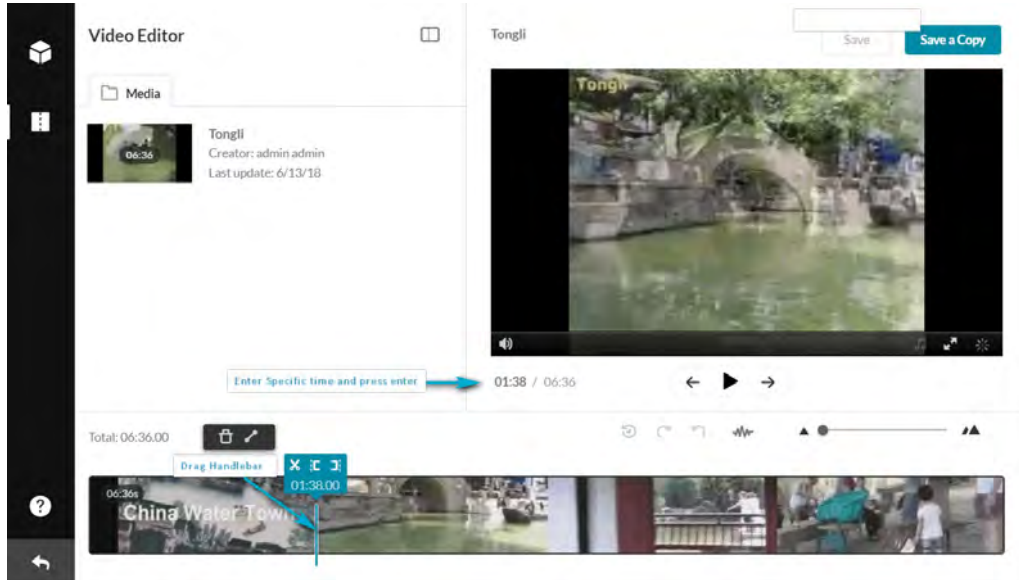 Video Editor
Tongli
Save
Save a Copy
Media
Tongli
06:36
Tongli
Creator: admin admin
Last update: 6/13/18
Enter Specific time and press enter
01:38 / 06:36
Total: 06:36.00
Drag Handlebar
01:38.00
06:36s
China Water Town
?